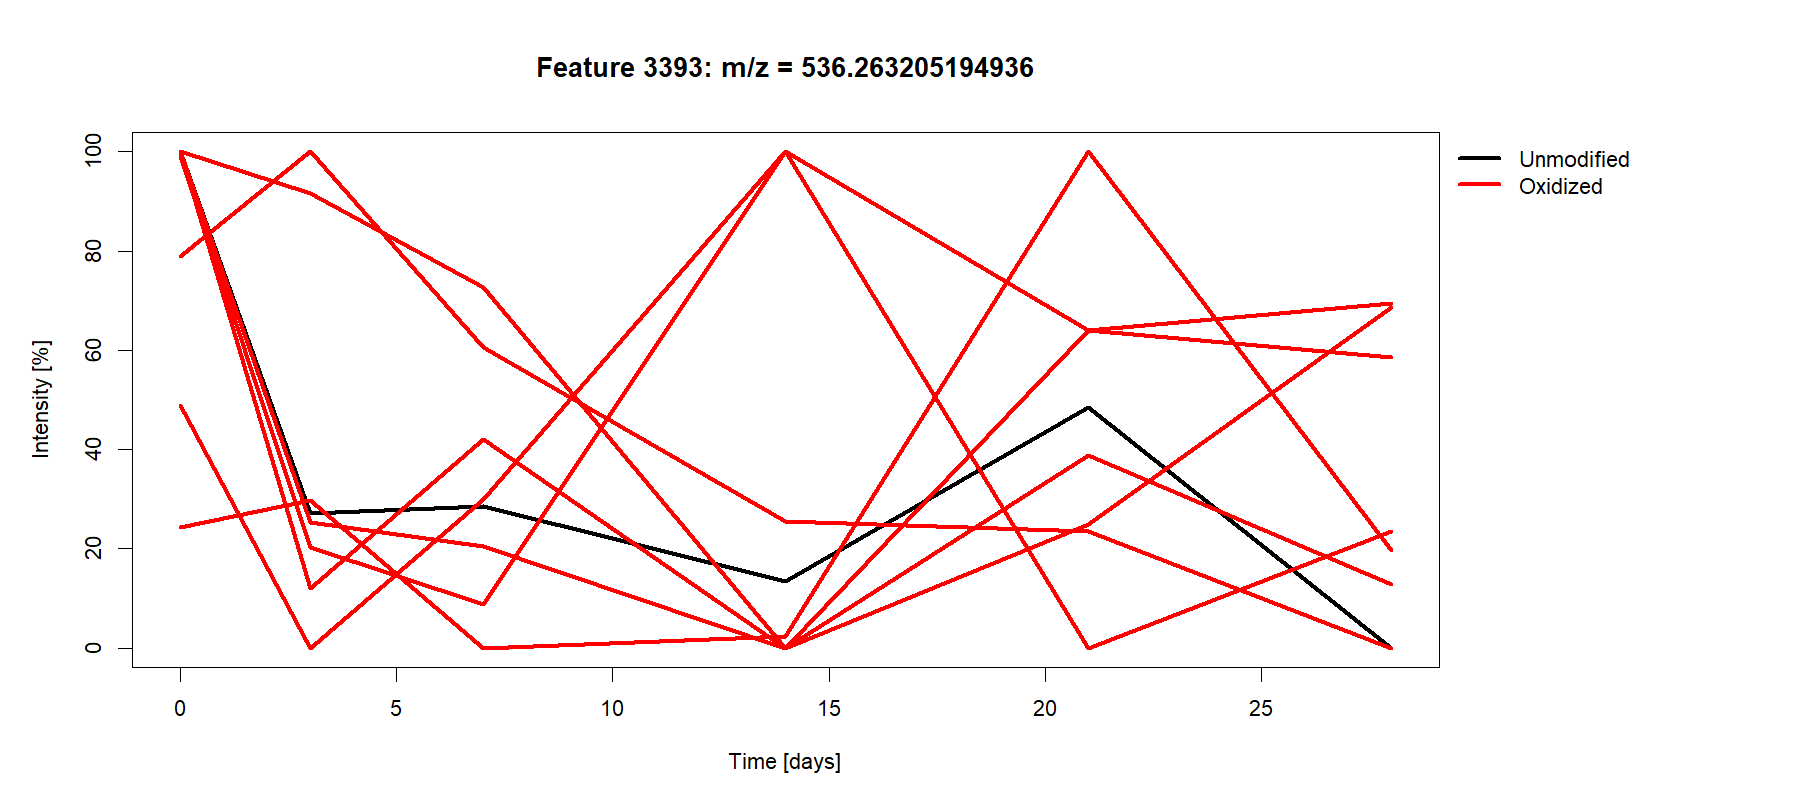 Feature 3393: m/z = 536.263205194936
Unmodified
Oxidized
100
80
60
40
20
0
Intensity [%]
0 5 10 15 20 25
Time [days]